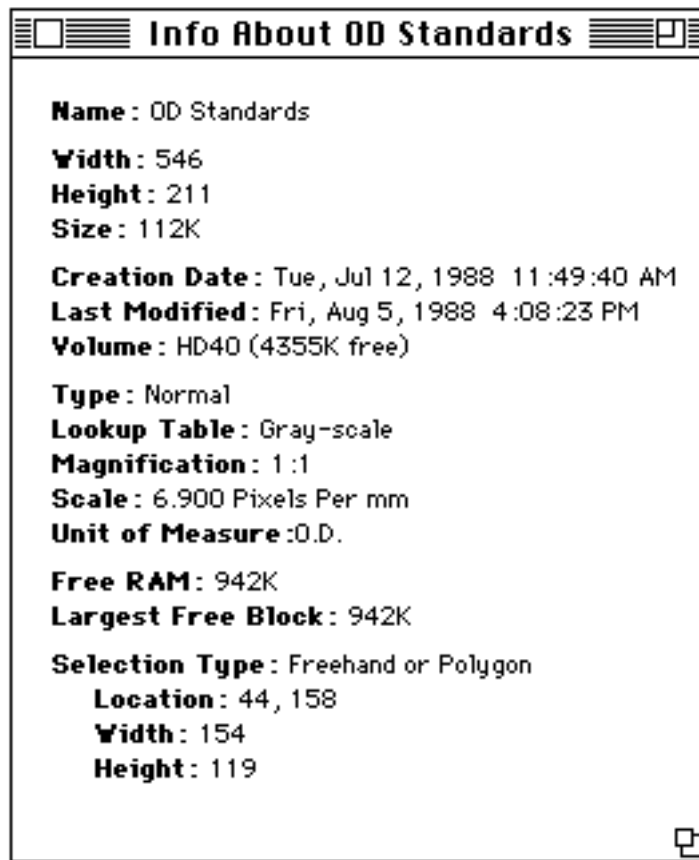 Info About OD Standards
Name: OD Standards
Width: 546
Height: 211
Size: 112K
Creation Date: Tue, Jul 12, 1988 11:49:40 AM
Last Modified: Fri, Aug 5, 1988 4:08:23 PM
Volume: HD40 (4355K free)
Type: Normal
Lookup Table: Gray-scale
Magnification: 1:1
Scale: 6.900 Pixels Per mm
Unit of Measure:O.D.
Free RAM: 942K
Largest Free Block: 942K
Selection Type: Freehand or Polygon
Location: 44, 158
Width: 154
Height: 119